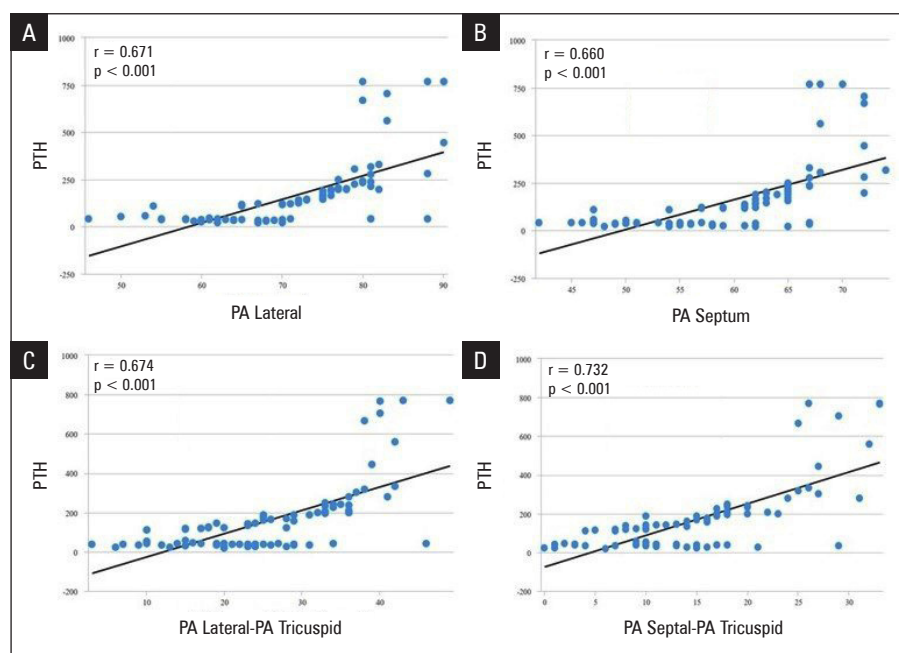 A
r = 0.671
p < 0.001
1000
750
500
250
0
-250
PTH
50
60
70
80
90
PA Lateral
B
r = 0.660
p < 0.001
1000
750
500
250
0
-250
PTH
45
50
55
60
65
70
PA Septum
C
r = 0.674
p < 0.001
1000
800
600
400
200
0
-200
PTH
10
20
30
40
PA Lateral-PA Tricuspid
D
r = 0.732
p < 0.001
1000
800
600
400
200
0
-200
PTH
0
5
10
15
20
25
30
PA Septal-PA Tricuspid